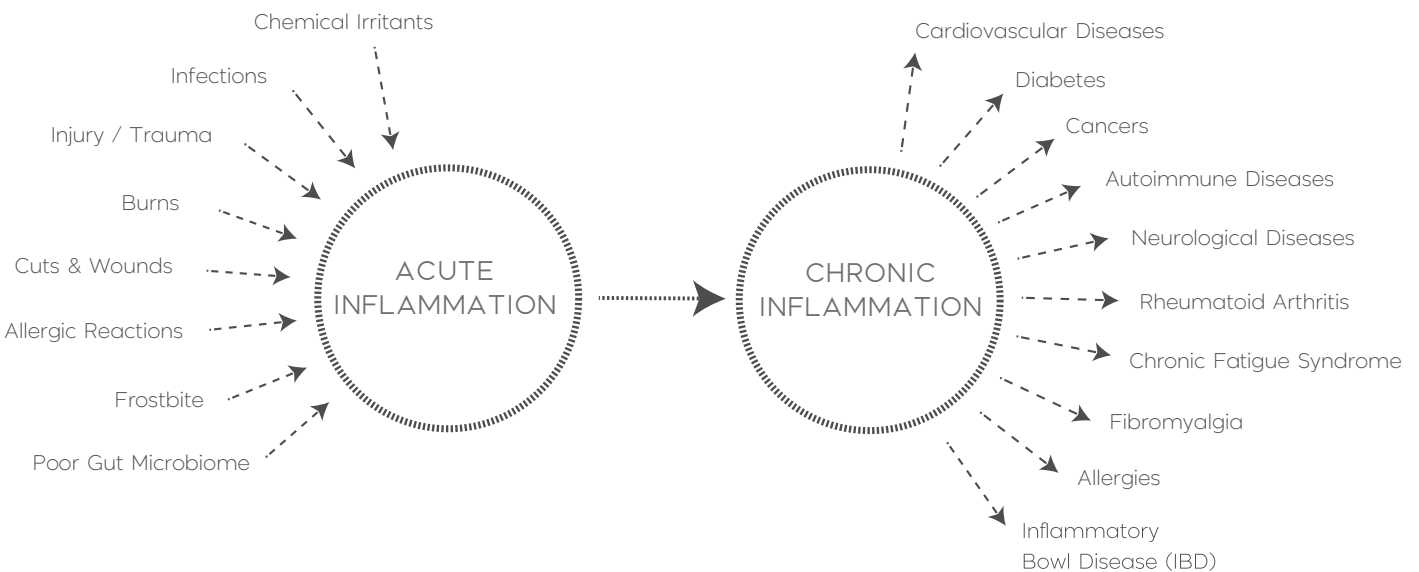 Chemical Irritants
Infections
Injury / Trauma
Burns
Cuts & Wounds
Allergic Reactions
Frostbite
Poor Gut Microbiome
ACUTE
INFLAMMATION
CHRONIC
INFLAMMATION
Cardiovascular Diseases
Diabetes
Cancers
Autoimmune Diseases
Neurological Diseases
Rheumatoid Arthritis
Chronic Fatigue Syndrome
Fibromyalgia
Allergies
Inflammatory
Bowl Disease (IBD)